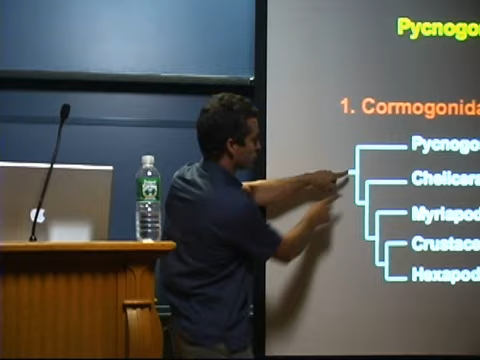 Pycnogo
1. Cormogonida
Pycnogo
Chelicera
Myriapod
Crustace
Hexapod